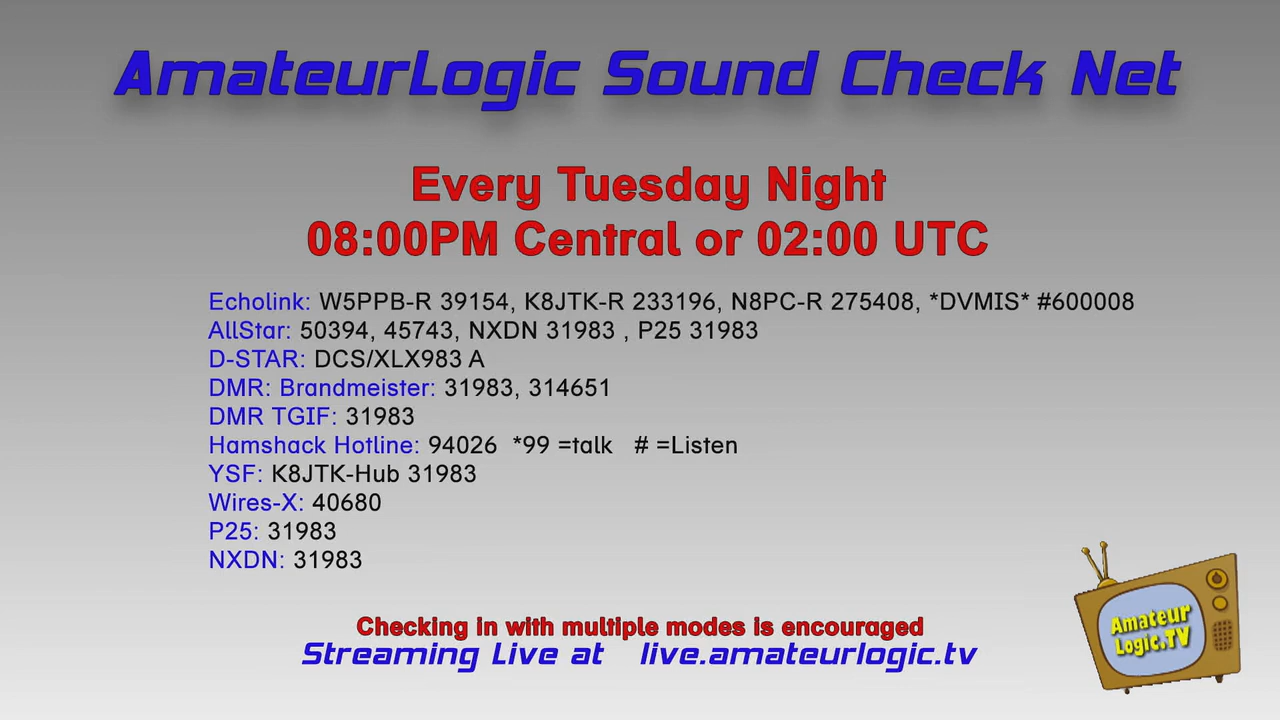 AmateurLogic Sound Check Net
Every Tuesday Night
08:00PM Central or 02:00 UTC
Echolink: W5PPB-R 39154, K8JTK-R 233196, N8PC-R 275408, *DVMIS* #600008
AllStar: 50394, 45743, NXDN 31983 , P25 31983
D-STAR: DCS/XLX983 A
DMR: Brandmeister: 31983, 314651
DMR TGIF: 31983
Hamshack Hotline: 94026 *99 =talk # =Listen
YSF: K8JTK-Hub 31983
Wires-X: 40680
P25: 31983
NXDN: 31983
Checking in with multiple modes is encouraged
Streaming Live at live.amateurlogic.tv
Amateur
Logic.TV